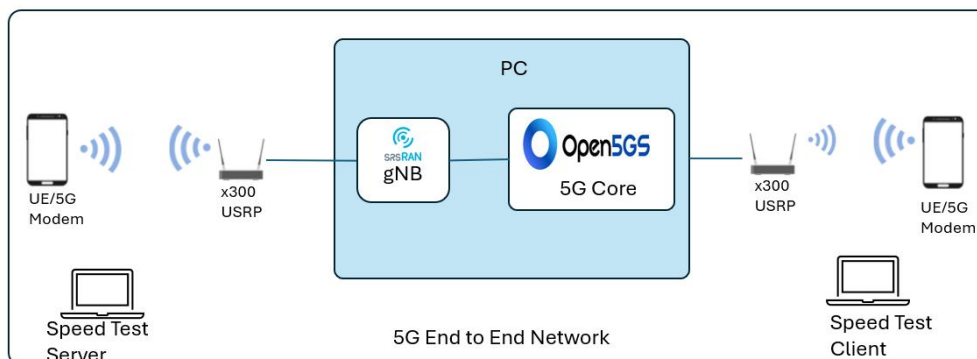 PC
srsRAN
gNB
Open5GS
5G Core
UE/5G
Modem
x300
USRP
x300
USRP
UE/5G
Modem
Speed Test
Server
5G End to End Network
Speed Test
Client